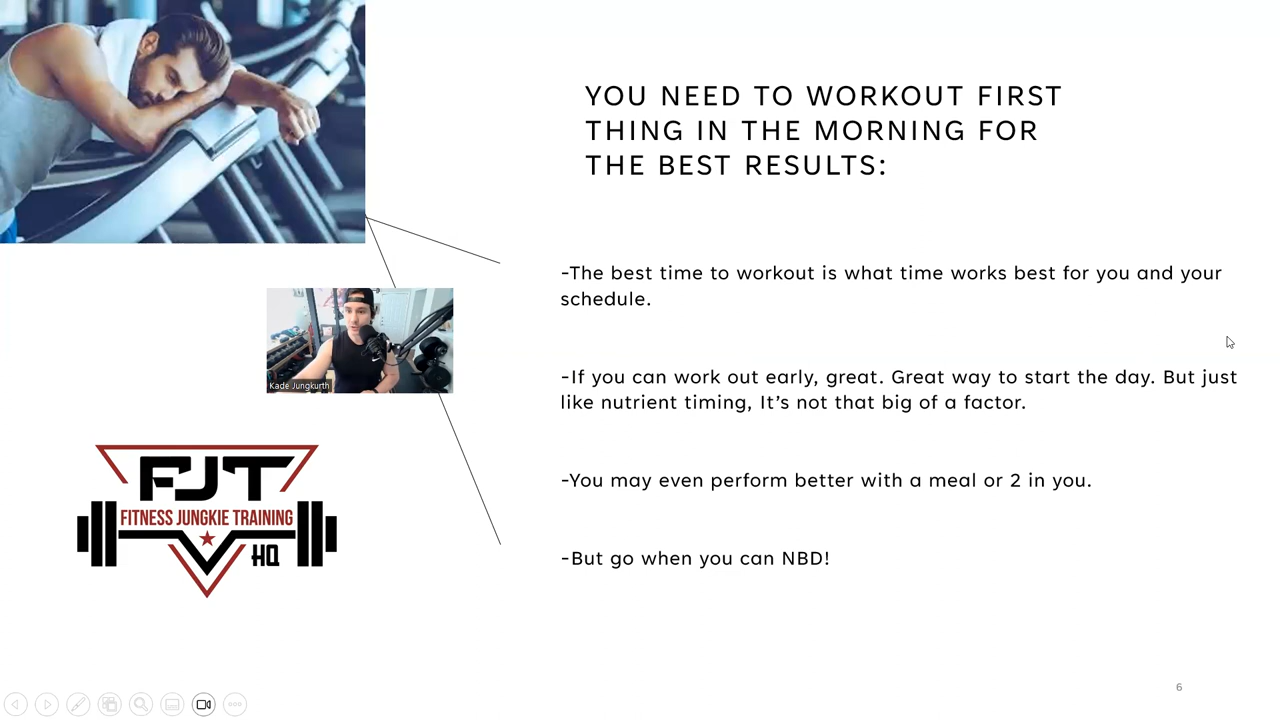 YOU NEED TO WORKOUT FIRST
THING IN THE MORNING FOR
THE BEST RESULTS:
-The best time to workout is what time works best for you and your
schedule.
Kade Jungkurth
-If you can work out early, great. Great way to start the day. But just
like nutrient timing, It's not that big of a factor.
FJT
FITNESS JUNGKIE TRAINING
HQ
-You may even perform better with a meal or 2 in you.
-But go when you can NBD!
6